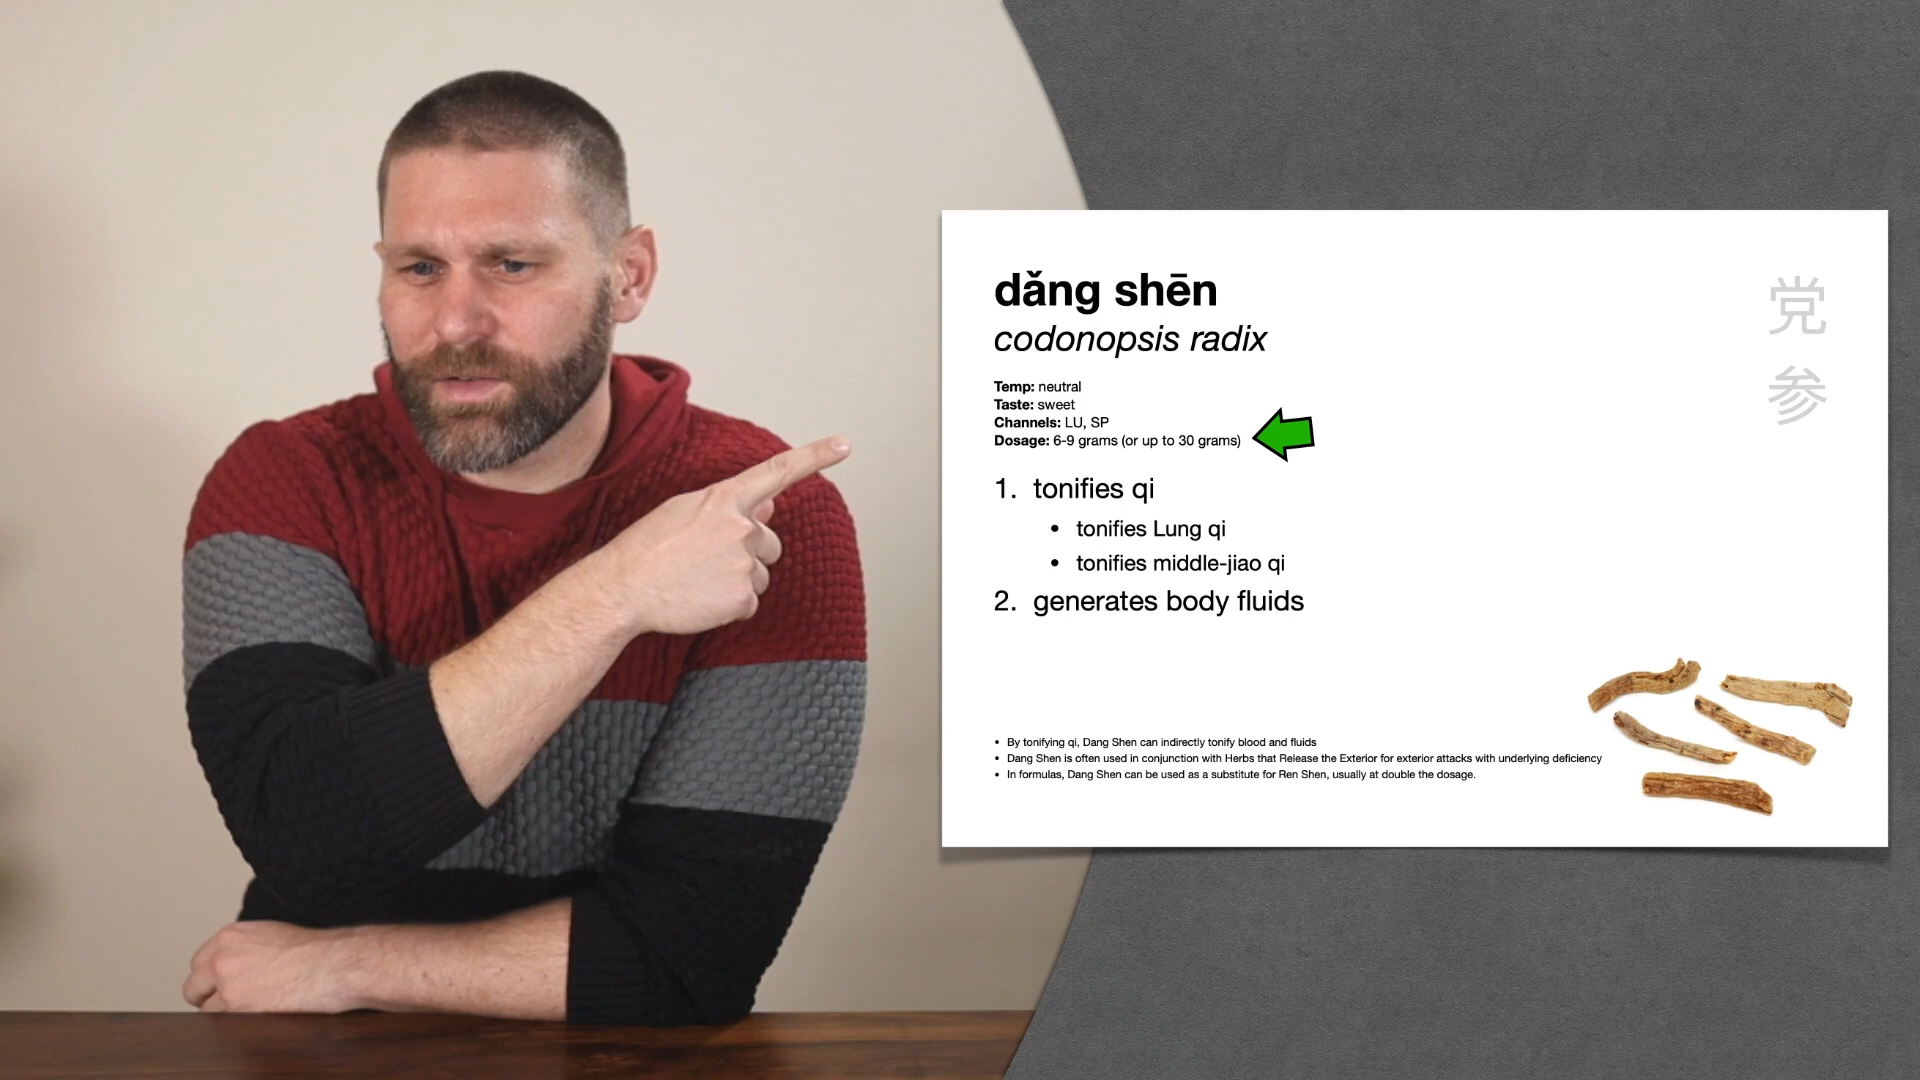 dǎng shēn
codonopsis radix
党
参
Temp: neutral
Taste: sweet
Channels: LU, SP
Dosage: 6-9 grams (or up to 30 grams)
1. tonifies qi
• tonifies Lung qi
• tonifies middle-jiao qi
2. generates body fluids
• By tonifying qi, Dang Shen can indirectly tonify blood and fluids
• Dang Shen is often used in conjunction with Herbs that Release the Exterior for exterior attacks with underlying deficiency
• In formulas, Dang Shen can be used as a substitute for Ren Shen, usually at double the dosage.